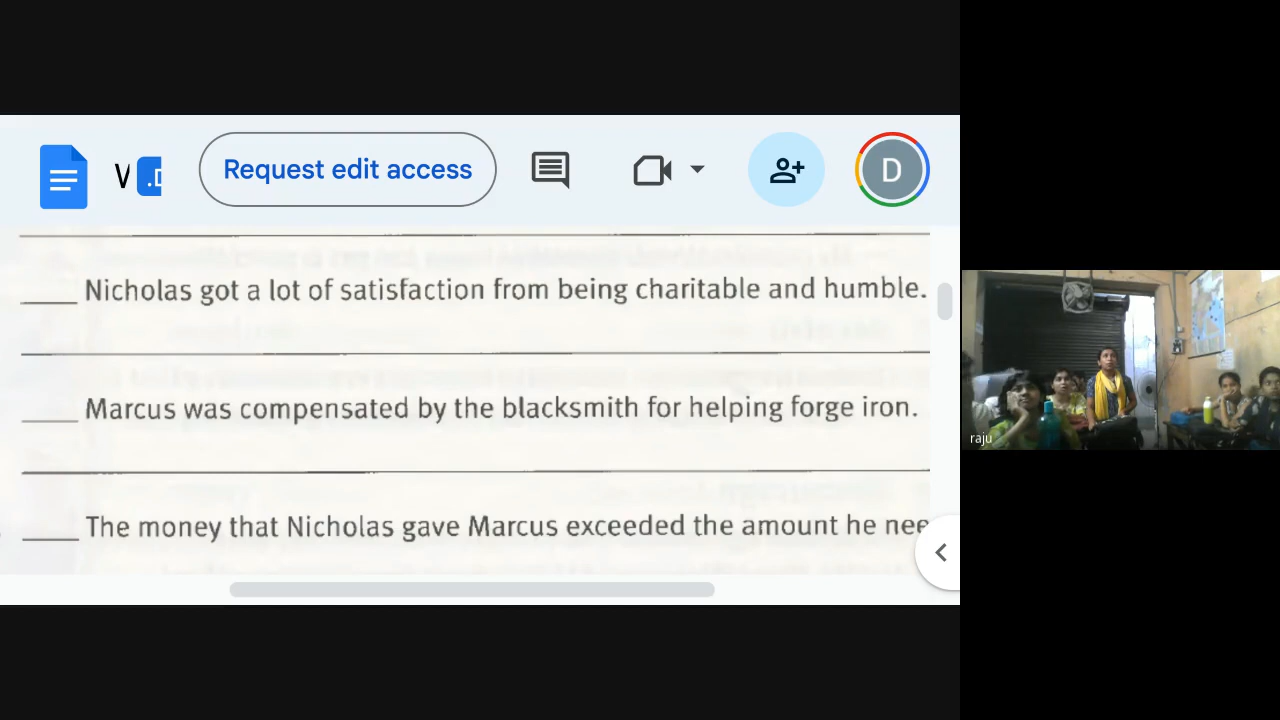 Request edit access
D
Nicholas got a lot of satisfaction from being charitable and humble.
Marcus was compensated by the blacksmith for helping forge iron.
The money that Nicholas gave Marcus exceeded the amount he nee
raju